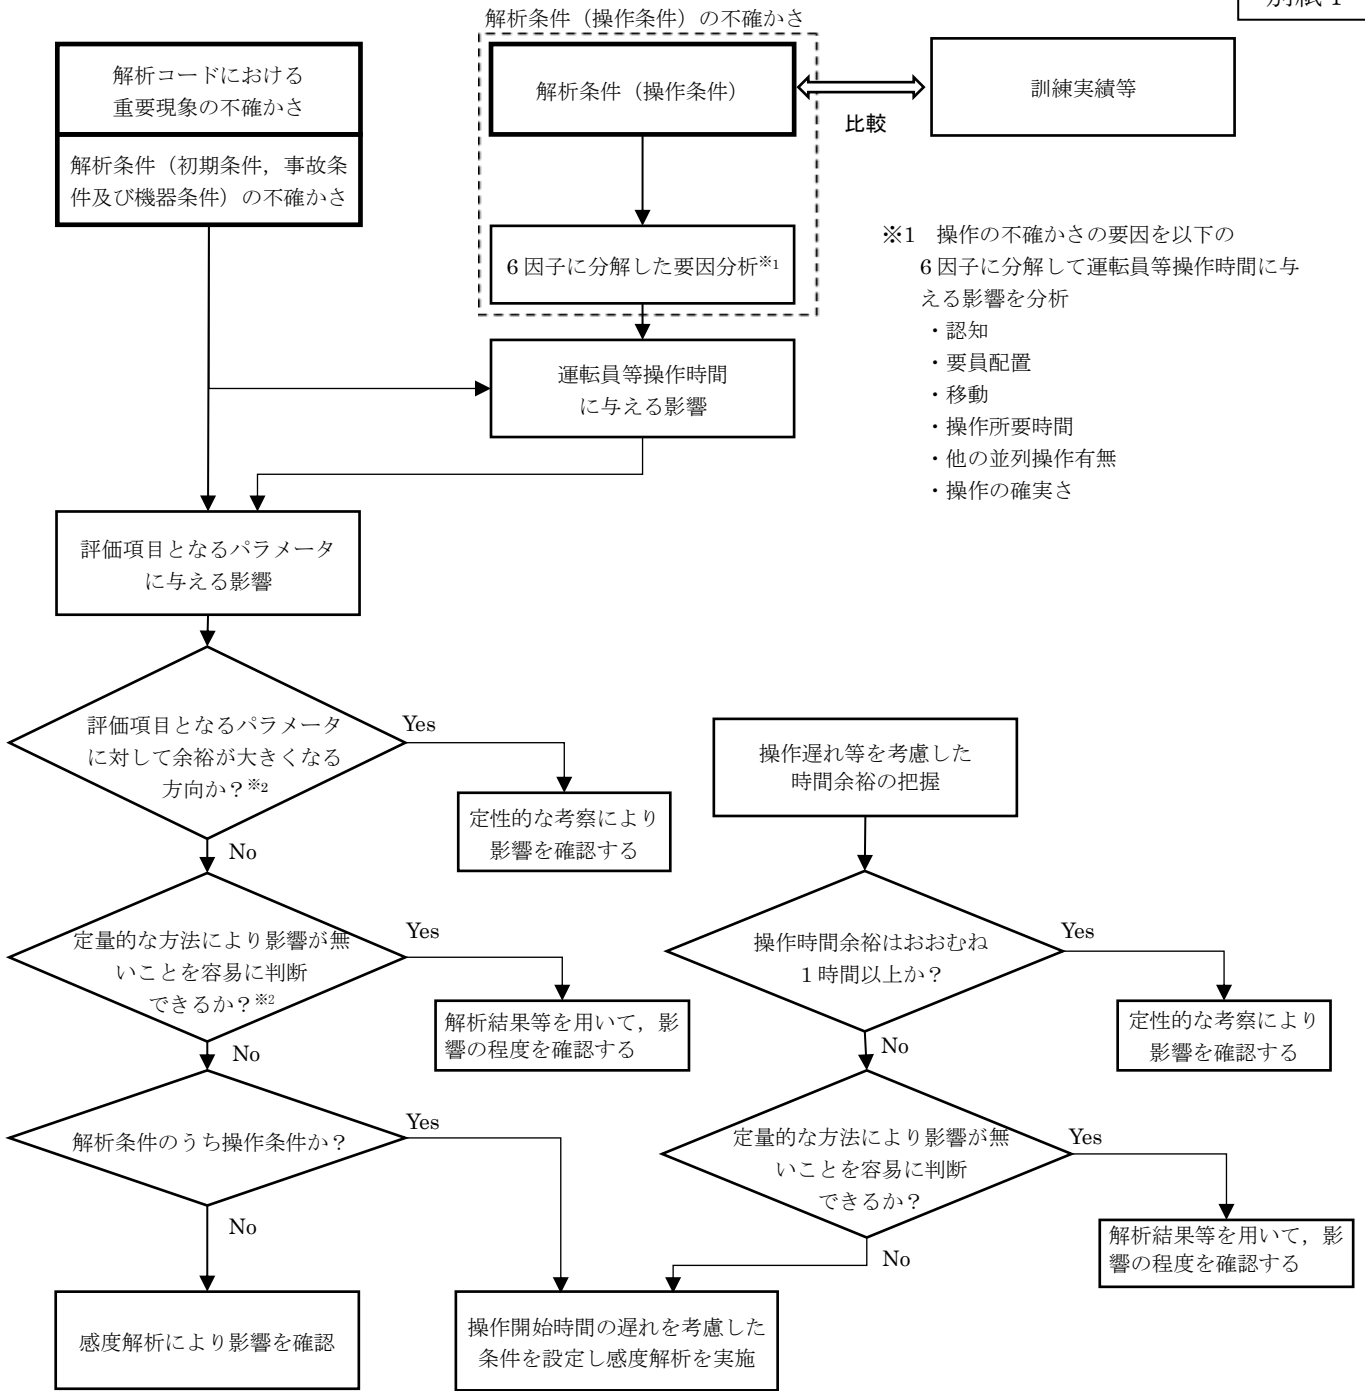 別紙1
解析条件（操作条件）の不確かさ
解析コードにおける
重要現象の不確かさ
解析条件（初期条件，事故条
件及び機器条件）の不確かさ
解析条件（操作条件）
比較
訓練実績等
6因子に分解した要因分析※1
※1　操作の不確かさの要因を以下の
6因子に分解して運転員等操作時間に与
える影響を分析
・認知
・要員配置
・移動
・操作所要時間
・他の並列操作有無
・操作の確実さ
運転員等操作時間
に与える影響
評価項目となるパラメータ
に与える影響
評価項目となるパラメータ
に対して余裕が大きくなる
方向か？※2
Yes
定性的な考察により
影響を確認する
No
定量的な方法により影響が無
いことを容易に判断
できるか？※2
Yes
解析結果等を用いて，影
響の程度を確認する
No
解析条件のうち操作条件か？
Yes
No
感度解析により影響を確認
操作遅れ等を考慮した
時間余裕の把握
操作時間余裕はおおむね
１時間以上か？
Yes
定性的な考察により
影響を確認する
No
定量的な方法により影響が無
いことを容易に判断
できるか？
Yes
解析結果等を用いて，影
響の程度を確認する
No
操作開始時間の遅れを考慮した
条件を設定し感度解析を実施